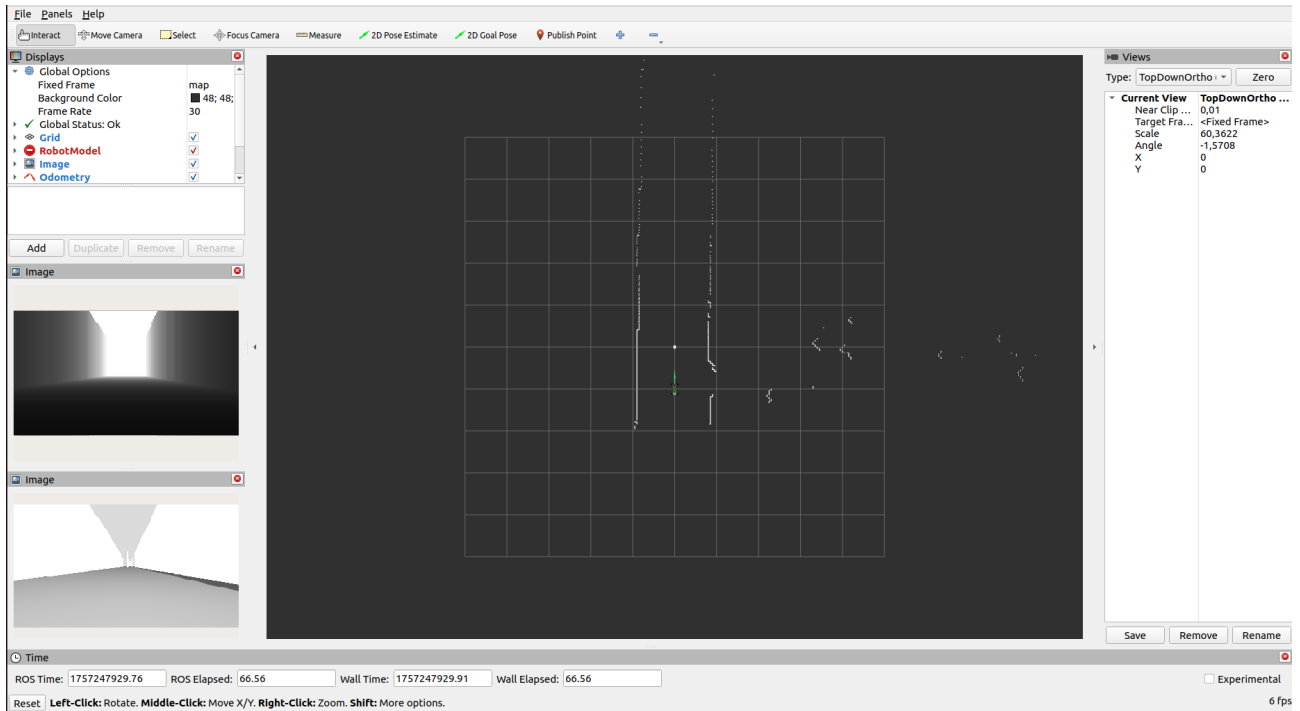 File Panels Help
Interact Move Camera Select Focus Camera Measure 2D Pose Estimate 2D Goal Pose Publish Point
Displays
Global Options
Fixed Frame map
Background Color 48; 48;
Frame Rate 30
Global Status: Ok
Grid
RobotModel
Image
Odometry
Add Duplicate Remove Rename
Image
Image
Views
Type: TopDownOrtho Zero
Current View TopDownOrtho ...
Near Clip ... 0,01
Target Fra... <Fixed Frame>
Scale 60,3622
Angle -1,5708
X 0
Y 0
Save Remove Rename
Time
ROS Time: 1757247929.76 ROS Elapsed: 66.56 Wall Time: 1757247929.91 Wall Elapsed: 66.56 Experimental
Reset Left-Click: Rotate. Middle-Click: Move X/Y. Right-Click: Zoom. Shift: More options. 6 fps